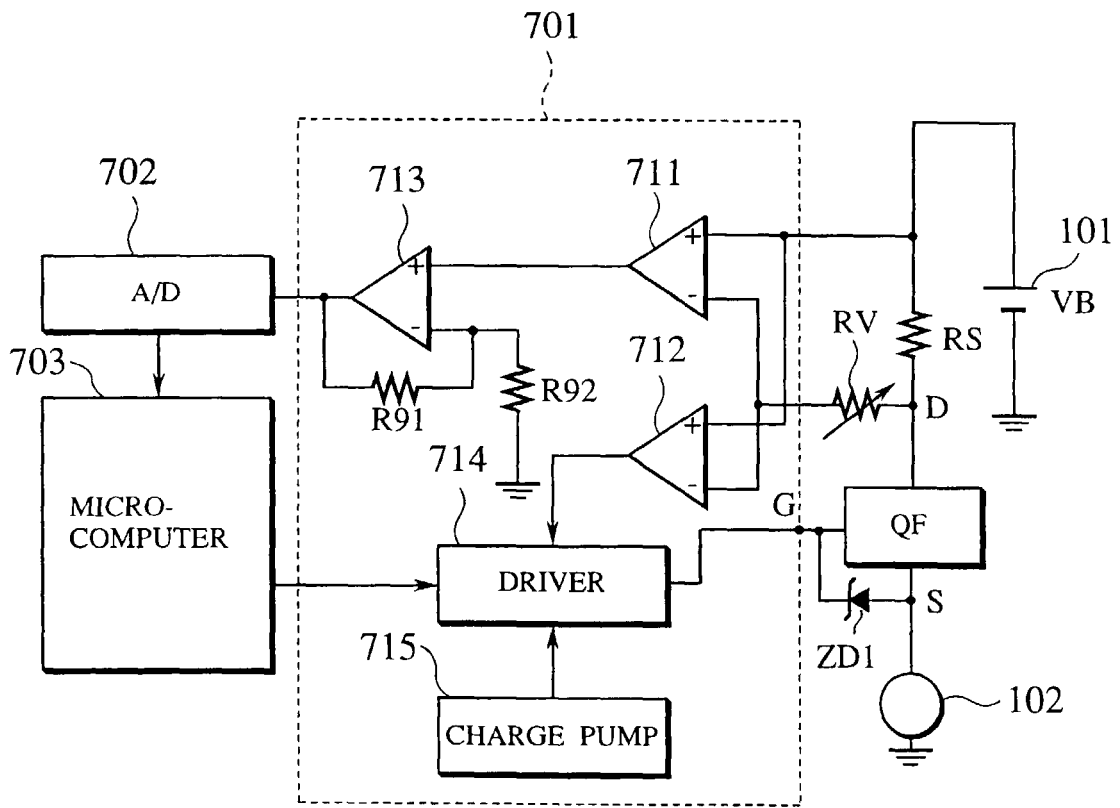 701
702
713
711
101
A/D
+
+
VB
-
-
RV
RS
703
712
R91
R92
D
+
714
-
MICRO-
COMPUTER
G
QF
DRIVER
S
715
ZD1
CHARGE PUMP
102